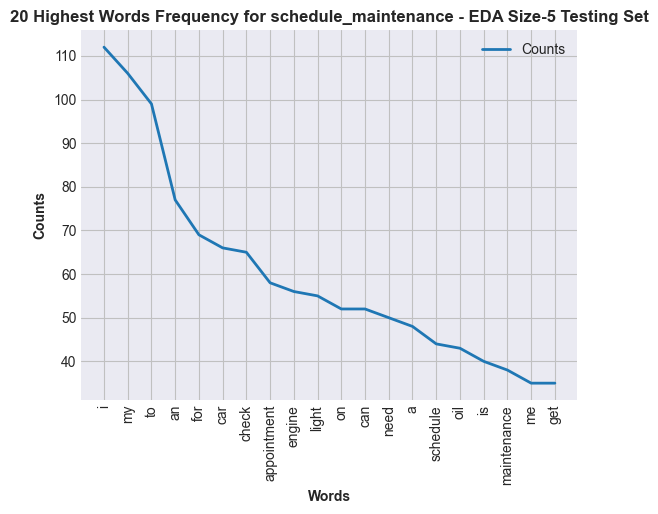 20 Highest Words Frequency for schedule_maintenance - EDA Size-5 Testing Set
Counts
110
100
90
80
70
60
50
40
Counts
i
my
to
an
for
car
check
appointment
engine
light
on
can
need
a
schedule
oil
is
maintenance
me
get
Words